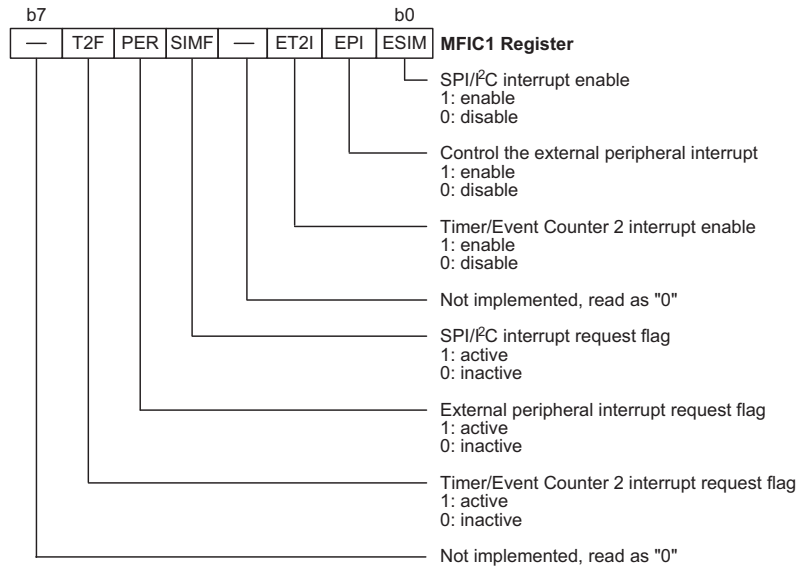 b7 b0
— T2F PER SIMF — ET2I EPI ESIM MFIC1 Register
SPI/I²C interrupt enable
1: enable
0: disable
Control the external peripheral interrupt
1: enable
0: disable
Timer/Event Counter 2 interrupt enable
1: enable
0: disable
Not implemented, read as "0"
SPI/I²C interrupt request flag
1: active
0: inactive
External peripheral interrupt request flag
1: active
0: inactive
Timer/Event Counter 2 interrupt request flag
1: active
0: inactive
Not implemented, read as "0"